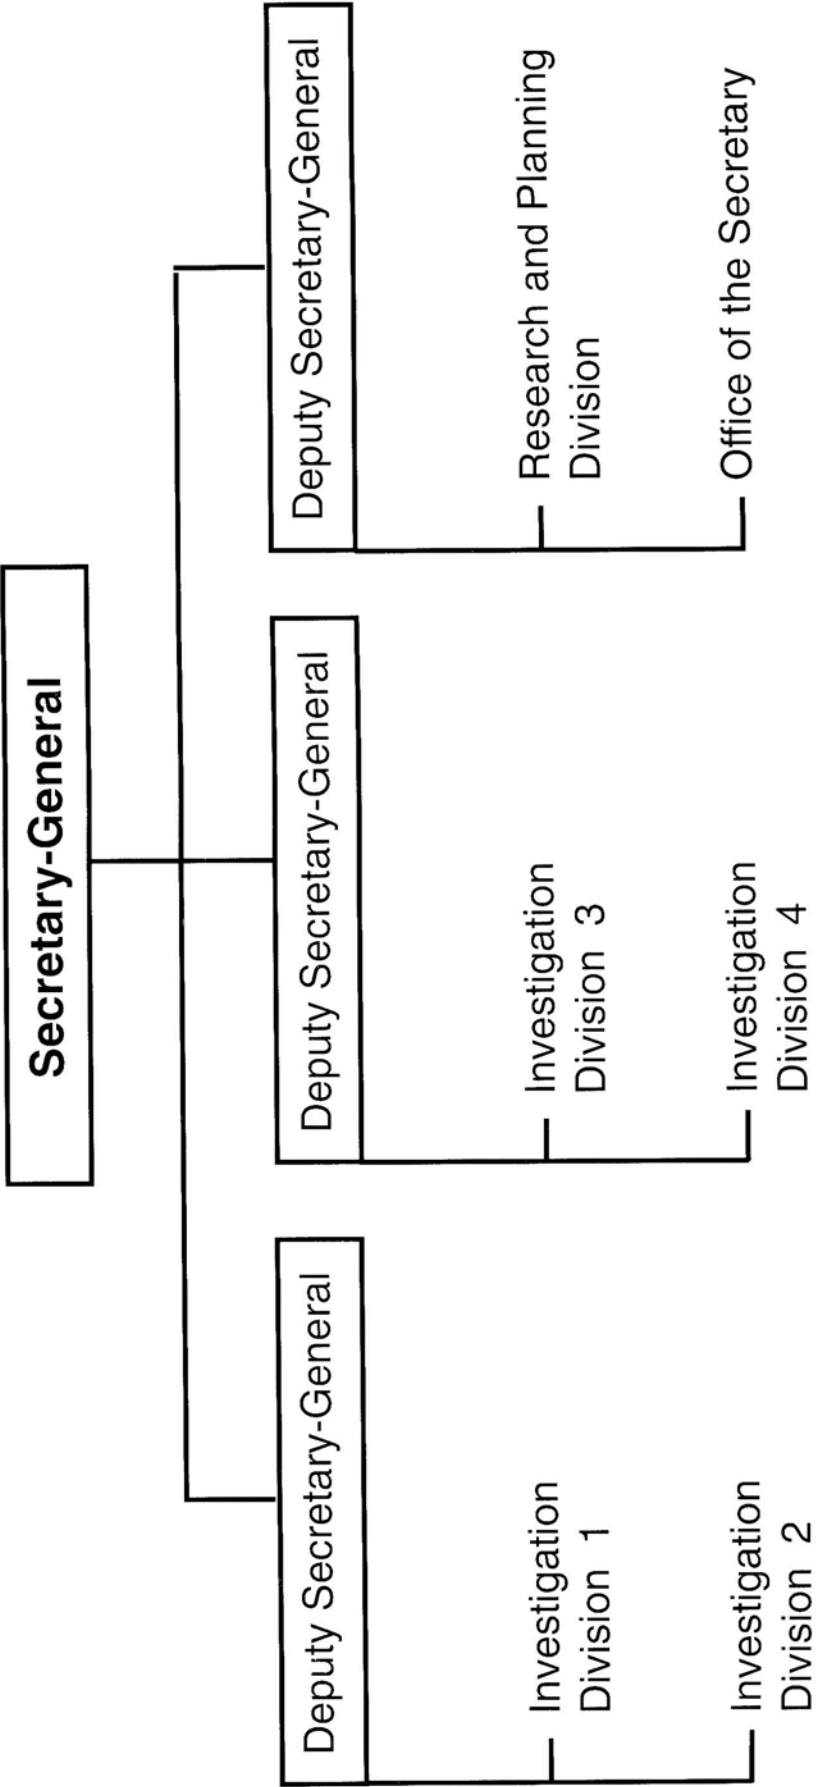 Secretary-General
Deputy Secretary-General
Deputy Secretary-General
Deputy Secretary-General
Investigation
Division 1
Investigation
Division 2
Investigation
Division 3
Investigation
Division 4
Research and Planning
Division
Office of the Secretary